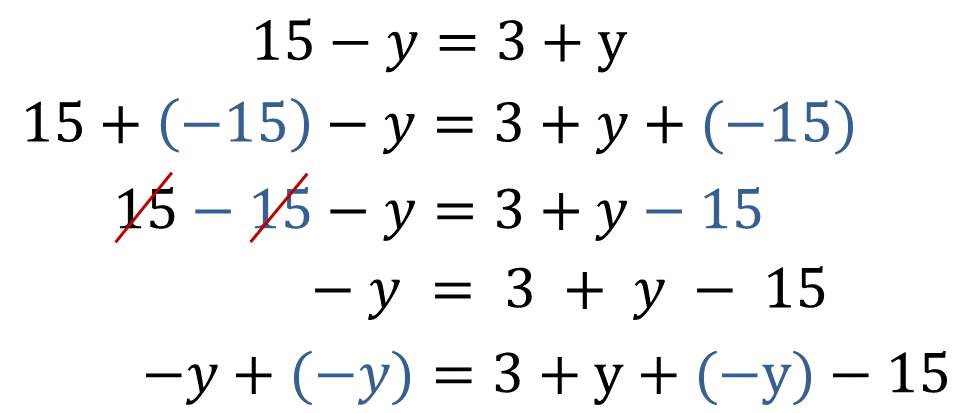 15 − y = 3 + y
15 + (−15) − y = 3 + y + (−15)
15 − 15 − y = 3 + y − 15
− y = 3 + y − 15
−y + (−y) = 3 + y + (−y) − 15